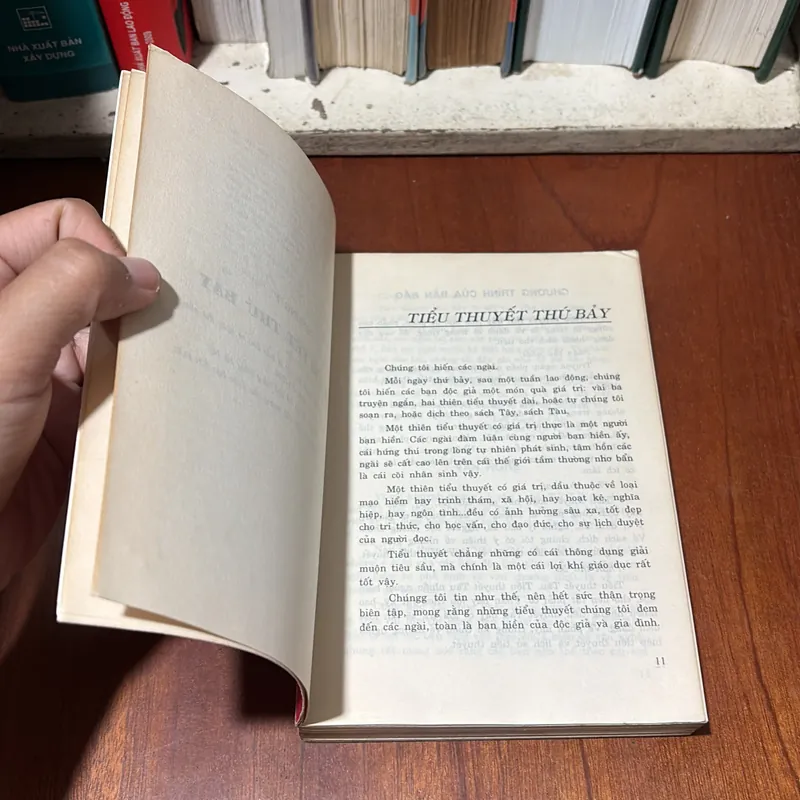 NHÀ XUẤT BẢN
XÂY DỰNG
XUẤT BẢN LAO ĐỘNG
TIỂU THUYẾT THÚ BẢY
Chúng tôi hiến các ngài.
Mỗi ngày thứ bảy, sau một tuần lao động, chúng
tôi hiến các bạn độc giả một món quà giá trị: vài ba
truyện ngắn, hai thiên tiểu thuyết dài, hoặc tự chúng tôi
soạn ra, hoặc dịch theo sách Tây, sách Tàu.
Một thiên tiểu thuyết có giá trị thực là một người
bạn hiền. Các ngài đàm luận cùng người bạn hiền ấy,
cái hứng thú trong lòng tự nhiên phát sinh, tâm hồn các
ngài sẽ cất cao lên trên cái thế giới tầm thường nhơ bẩn
là cái cõi nhân sinh vậy.
Một thiên tiểu thuyết có giá trị, dầu thuộc về loại
mạo hiểm hay trinh thám, xã hội, hay hoạt kê, nghĩa
hiệp, hay ngôn tình...đều có ảnh hưởng sâu xa, tốt đẹp
cho trí thức, cho học vấn, cho đạo đức, cho sự lịch duyệt
của người đọc.
Tiểu thuyết chẳng những có cái thông dụng giải
muộn tiêu sầu, mà chính là một cái lợi khí giáo dục rất
tốt vậy.
Chúngg tôi tin như thế, nên hết sức thận trọng
biên tập, mong rằng những tiểu thuyết chúng tôi đem
đến các ngài, toàn là bạn hiền của độc giả và gia đình.
11